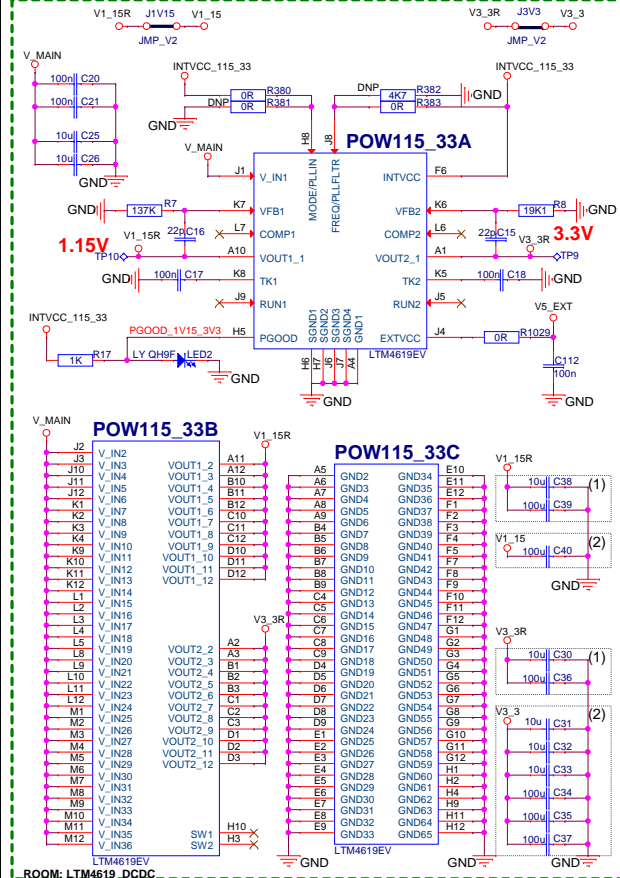 V1_15R J1V15 V1_15
JMP_V2
V3_3R J3V3 V3_3
JMP_V2
V_MAIN
100n C20
100n C21
10u C25
10u C26
GND
INTVCC_115_33
0R R380
DNP 0R R381
GND
DNP 4K7 R382
0R R383
GND
INTVCC_115_33
POW115_33A
V_MAIN
H8 J8
MODE/PLLIN
FREQ/PLLFLTR
J1 V_IN1
INTVCC F6
GND 137K R7
K7 VFB1
VFB2 K6
19K1 R8 GND
L7 COMP1
COMP2 L6
22p C16
22p C15
1.15V
V1_15R
TP10
A10 VOUT1_1
VOUT2_1 A1
V3_3R
3.3V
TP9
GND 100n C17
K8 TK1
TK2 K5
100n C18 GND
J9 RUN1
RUN2 J5
INTVCC_115_33
PGOOD_1V15_3V3
H5 PGOOD
EXTVCC J4
0R R1029
V5_EXT
C112
100n
GND
1K R17
LY QH9F LED2
GND
SGND1
SGND2
SGND3
SGND4
GND1
H6
H7
J6
J7
A4
LTM4619EV
GND
V_MAIN
POW115_33B
J2 V_IN2
J3 V_IN3
J10 V_IN4
J11 V_IN5
J12 V_IN6
K1 V_IN7
K2 V_IN8
K3 V_IN9
K4 V_IN10
K9 V_IN11
K10 V_IN12
K11 V_IN13
K12 V_IN14
L1 V_IN15
L2 V_IN16
L3 V_IN17
L4 V_IN18
L5 V_IN19
L8 V_IN20
L9 V_IN21
L10 V_IN22
L11 V_IN23
L12 V_IN24
M1 V_IN25
M2 V_IN26
M3 V_IN27
M4 V_IN28
M5 V_IN29
M6 V_IN30
M7 V_IN31
M8 V_IN32
M9 V_IN33
M10 V_IN34
M11 V_IN35
M12 V_IN36
V1_15R
VOUT1_2 A11
VOUT1_3 A12
VOUT1_4 B10
VOUT1_5 B11
VOUT1_6 B12
VOUT1_7 C10
VOUT1_8 C11
VOUT1_9 C12
VOUT1_10 D10
VOUT1_11 D11
VOUT1_12 D12
V3_3R
VOUT2_2 A2
VOUT2_3 A3
VOUT2_4 B1
VOUT2_5 B2
VOUT2_6 B3
VOUT2_7 C1
VOUT2_8 C2
VOUT2_9 C3
VOUT2_10 D1
VOUT2_11 D2
VOUT2_12 D3
SW1 H10
SW2 H3
LTM4619EV
POW115_33C
A5 GND2 GND34 E10
A6 GND3 GND35 E11
A7 GND4 GND36 E12
A8 GND5 GND37 F1
A9 GND6 GND38 F2
B4 GND7 GND39 F3
B5 GND8 GND40 F4
B6 GND9 GND41 F5
B7 GND10 GND42 F7
B8 GND11 GND43 F8
B9 GND12 GND44 F9
C4 GND13 GND45 F10
C5 GND14 GND46 F11
C6 GND15 GND47 F12
C7 GND16 GND48 G1
C8 GND17 GND49 G2
C9 GND18 GND50 G3
D4 GND19 GND51 G4
D5 GND20 GND52 G5
D6 GND21 GND53 G6
D7 GND22 GND54 G7
D8 GND23 GND55 G8
D9 GND24 GND56 G9
E1 GND25 GND57 G10
E2 GND26 GND58 G11
E3 GND27 GND59 G12
E4 GND28 GND60 H1
E5 GND29 GND61 H2
E6 GND30 GND62 H4
E7 GND31 GND63 H9
E8 GND32 GND64 H11
E9 GND33 GND65 H12
LTM4619EV
GND
GND
V1_15R
10u C38 (1)
100u C39
V1_15
100u C40 (2)
GND
V3_3R
10u C30 (1)
100u C36
V3_3 (2)
10u C31
10u C32
10u C33
100u C34
100u C35
100u C37
GND
ROOM: LTM4619_DCDC